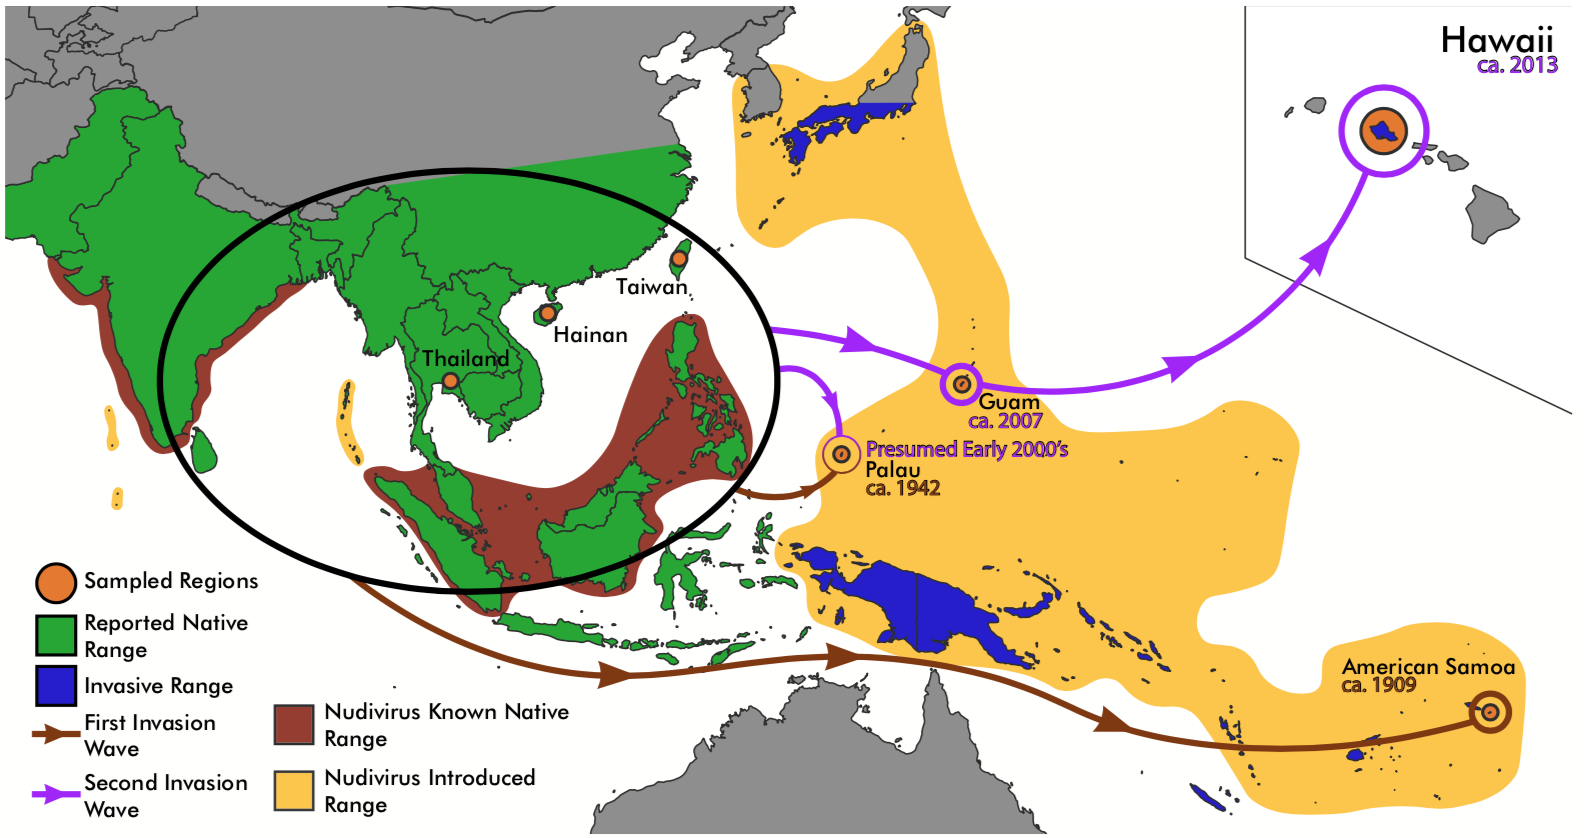 Hawaii
ca. 2013
Taiwan
Hainan
Thailand
Guam
ca. 2007
Presumed Early 2000's
Palau
ca. 1942
American Samoa
ca. 1909
Sampled Regions
Reported Native
Range
Invasive Range
First Invasion
Wave
Second Invasion
Wave
Nudivirus Known Native
Range
Nudivirus Introduced
Range